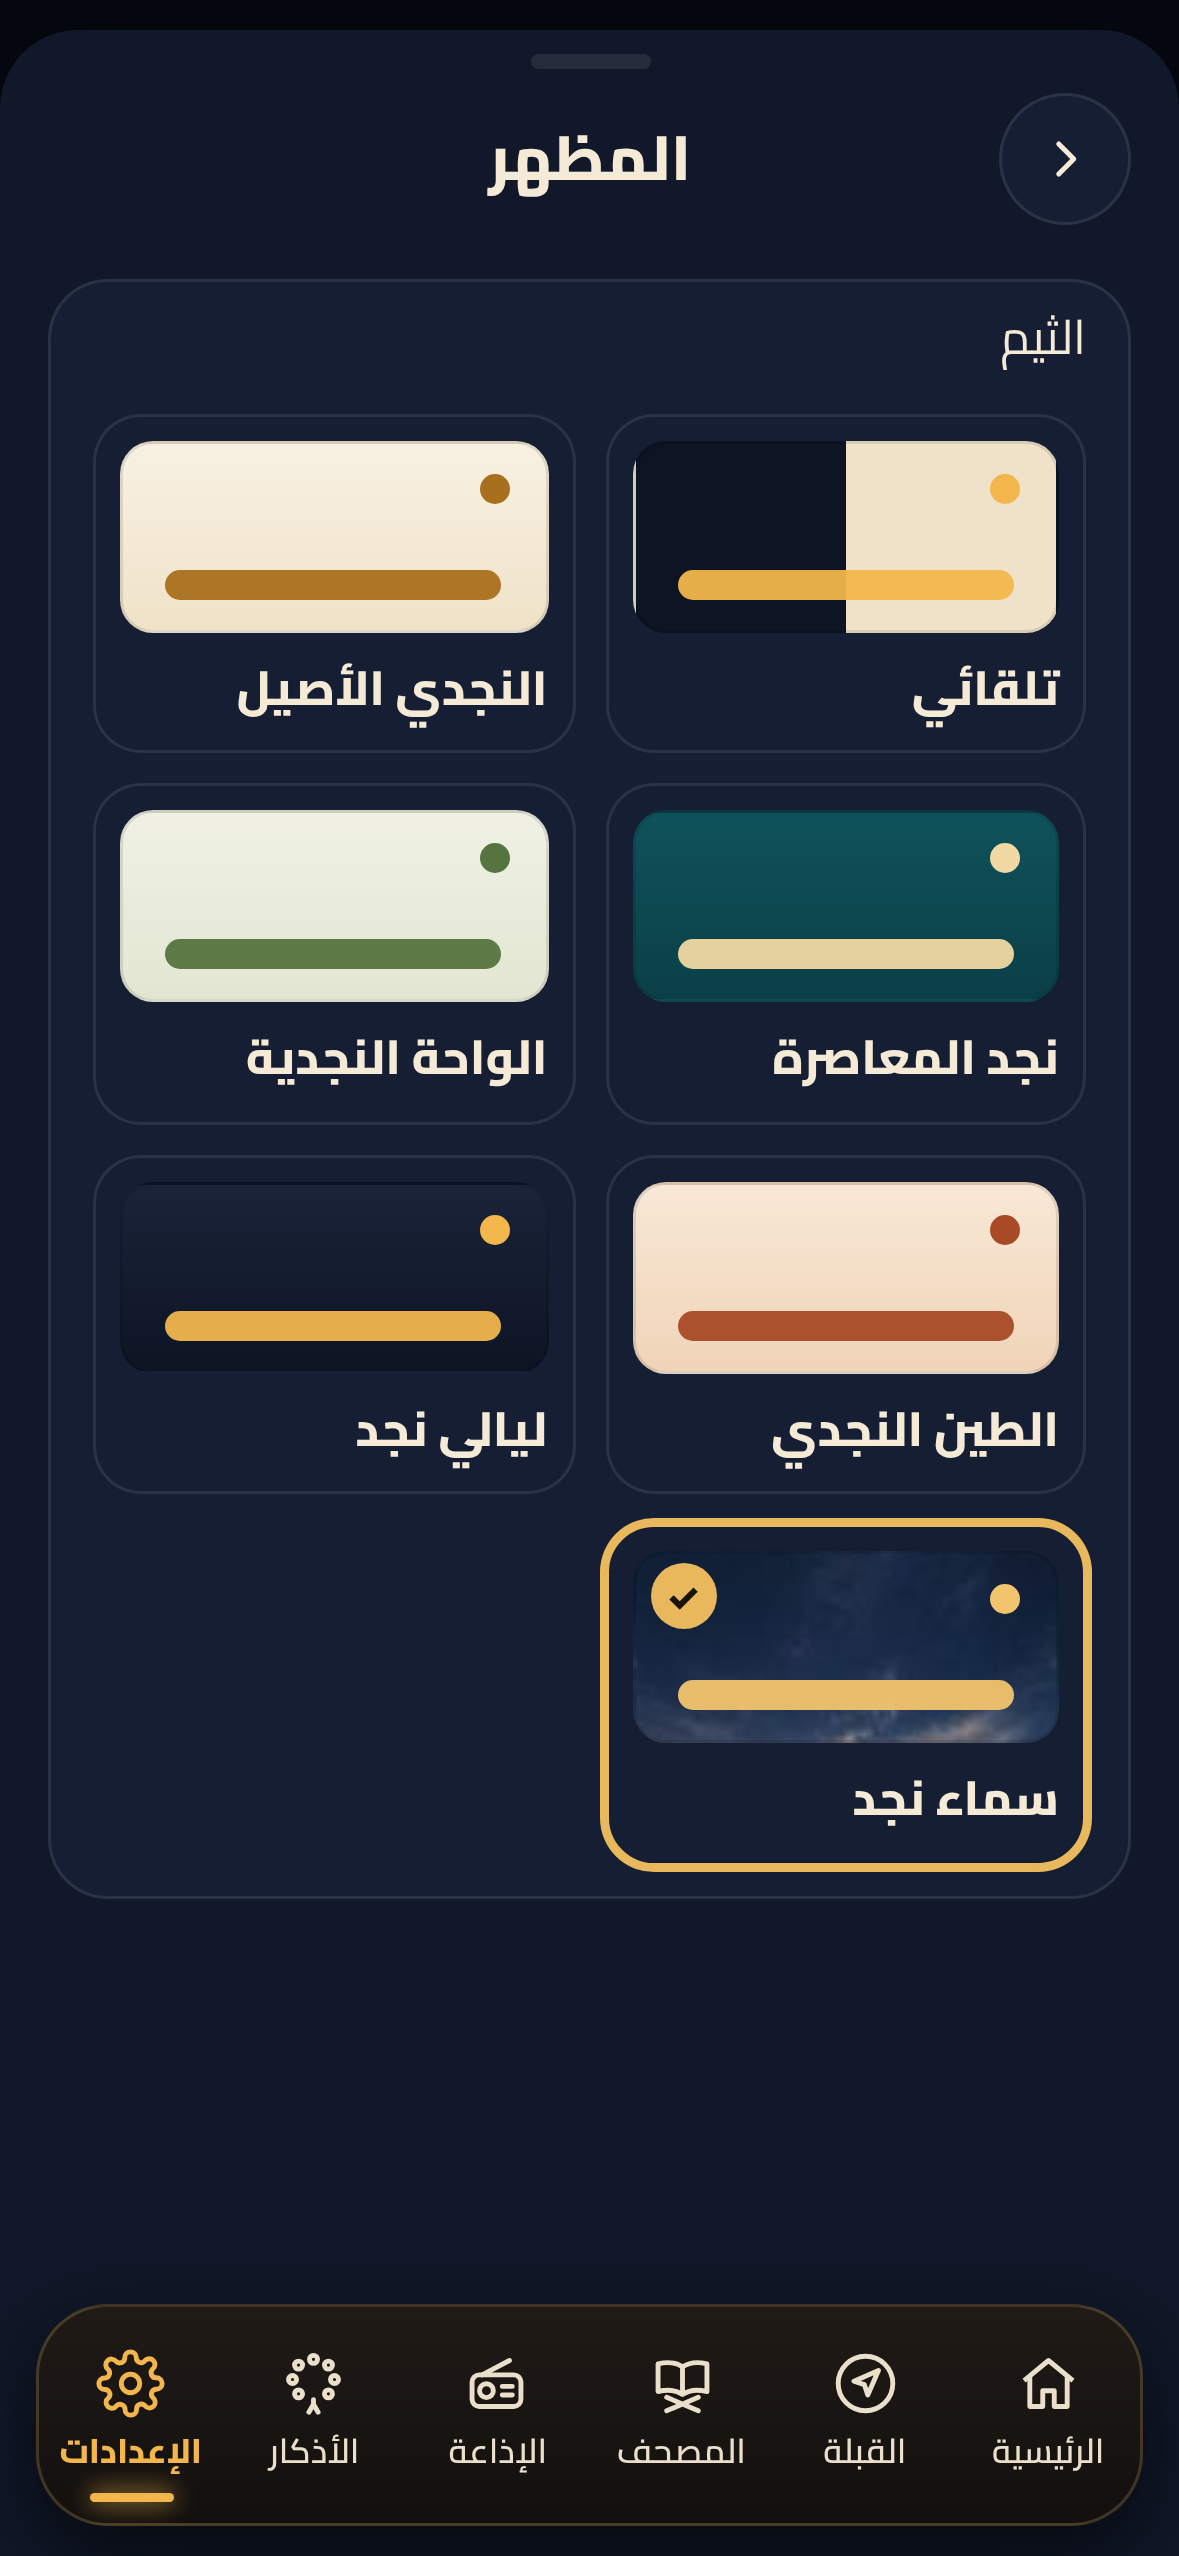 المظهر
الثيم
تلقائي
النجدي الأصيل
نجد المعاصرة
الواحة النجدية
الطين النجدي
ليالي نجد
سماء نجد
الرئيسية
القبلة
المصحف
الإذاعة
الأذكار
الإعدادات